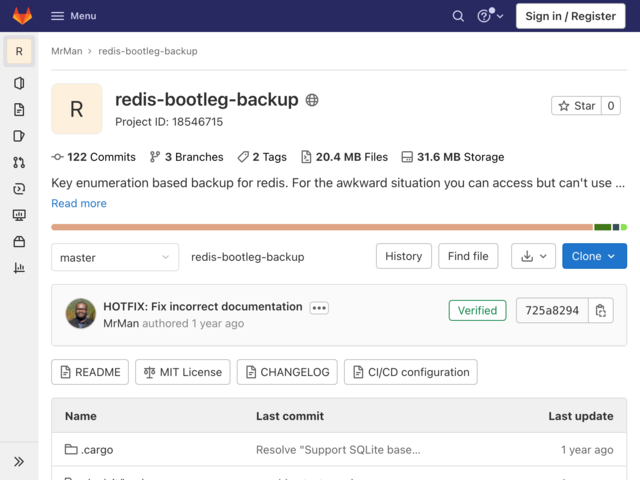 Menu
Sign in / Register
R
MrMan > redis-bootleg-backup
R
redis-bootleg-backup
Project ID: 18546715
Star 0
122 Commits 3 Branches 2 Tags 20.4 MB Files 31.6 MB Storage
Key enumeration based backup for redis. For the awkward situation you can access but can't use ...
Read more
master redis-bootleg-backup History Find file Clone
HOTFIX: Fix incorrect documentation
MrMan authored 1 year ago
Verified 725a8294
README MIT License CHANGELOG CI/CD configuration
Name Last commit Last update
.cargo Resolve "Support SQLite base... 1 year ago